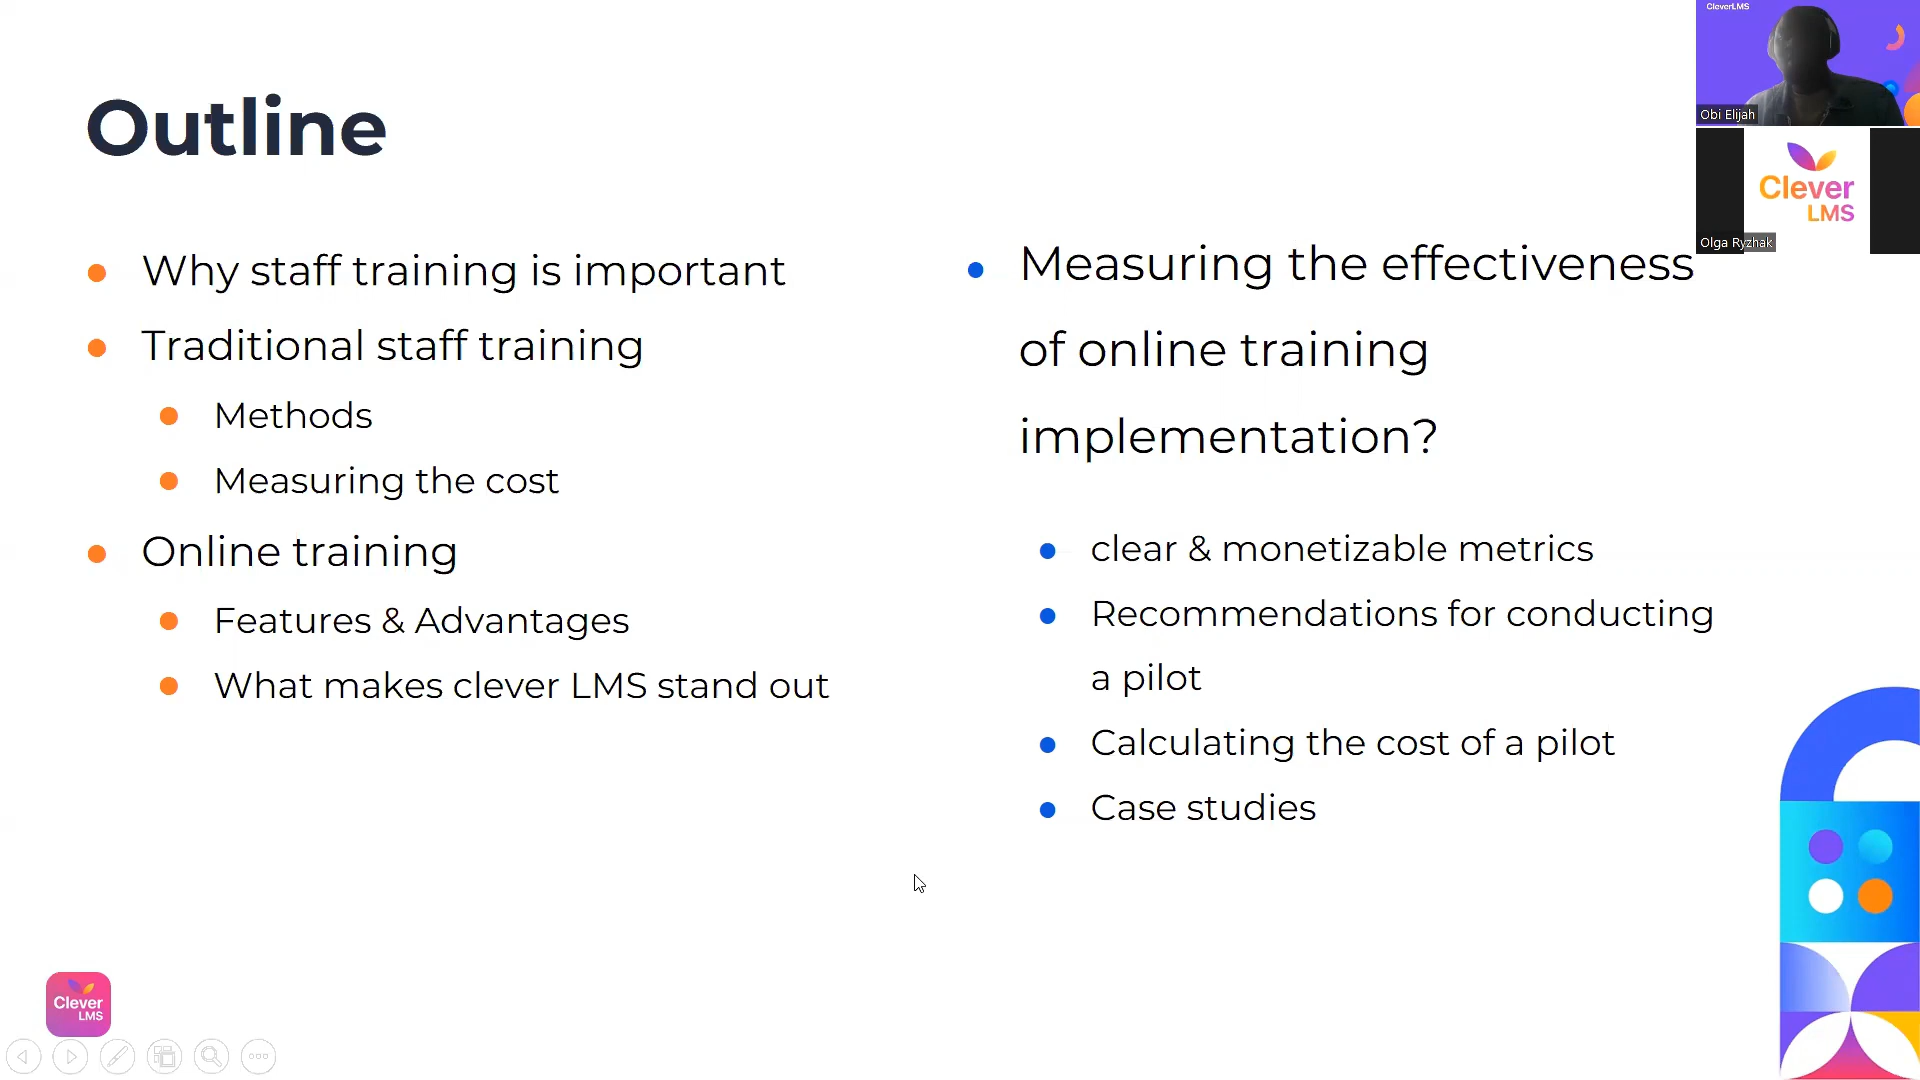 Outline
Why staff training is important
Traditional staff training
Methods
Measuring the cost
Online training
Features & Advantages
What makes clever LMS stand out
Measuring the effectiveness
of online training
implementation?
clear & monetizable metrics
Recommendations for conducting
a pilot
Calculating the cost of a pilot
Case studies
CleverLMS
Obi Elijah
Clever
LMS
Olga Ryzhak
Clever
LMS